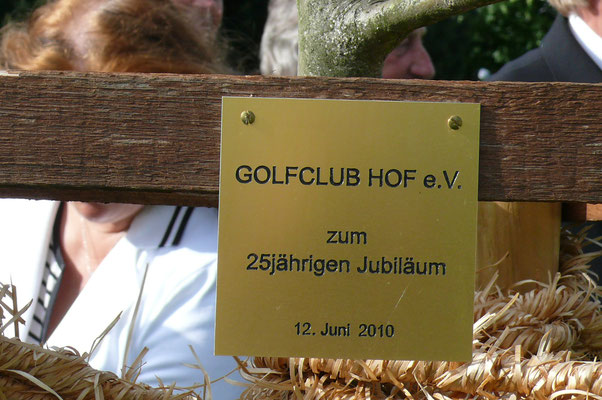 GOLFCLUB HOF e.V.
zum
25jährigen Jubiläum
12. Juni 2010